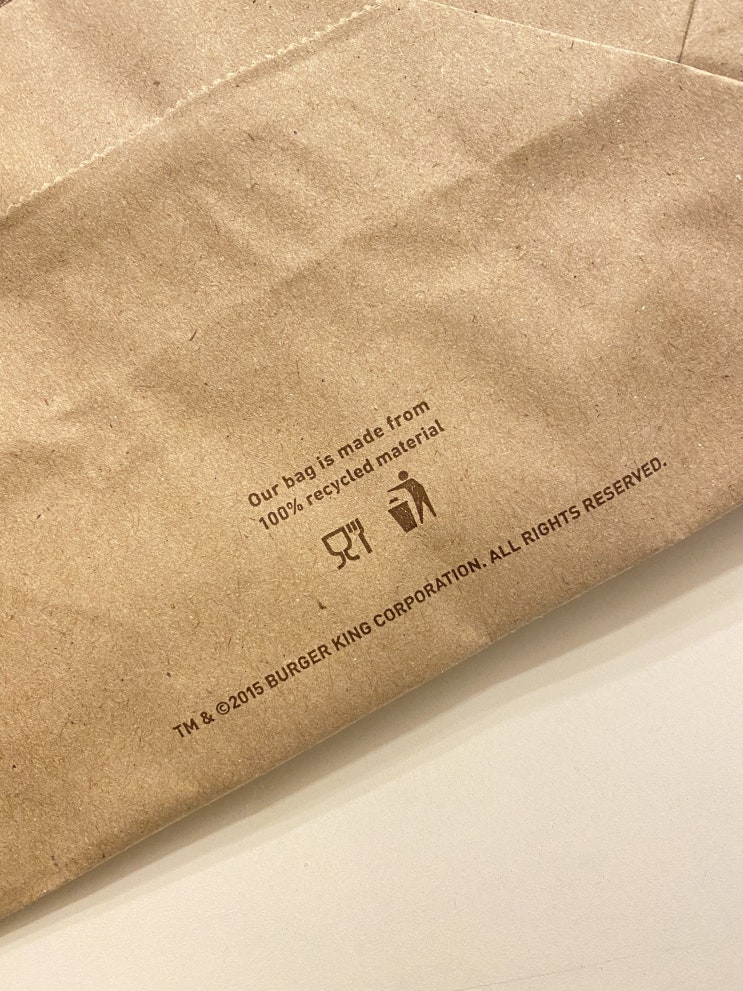 Our bag is made from
100% recycled material
TM & ©2015 BURGER KING CORPORATION. ALL RIGHTS RESERVED.